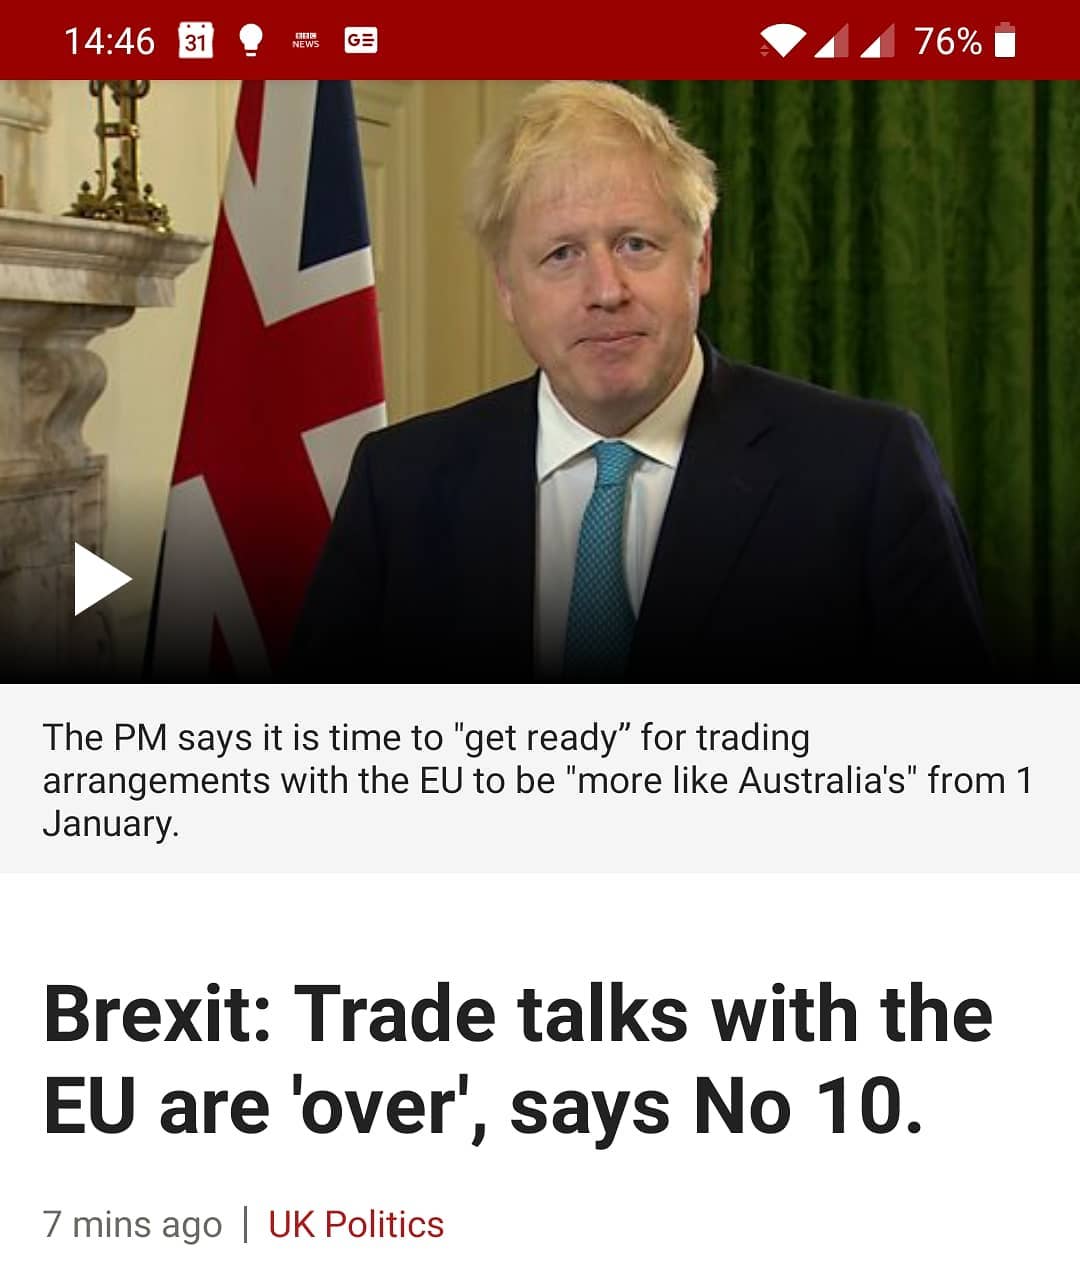 14:46 31 BBC NEWS GE 76%
The PM says it is time to "get ready” for trading
arrangements with the EU to be "more like Australia's" from 1
January.
Brexit: Trade talks with the
EU are 'over', says No 10.
7 mins ago | UK Politics